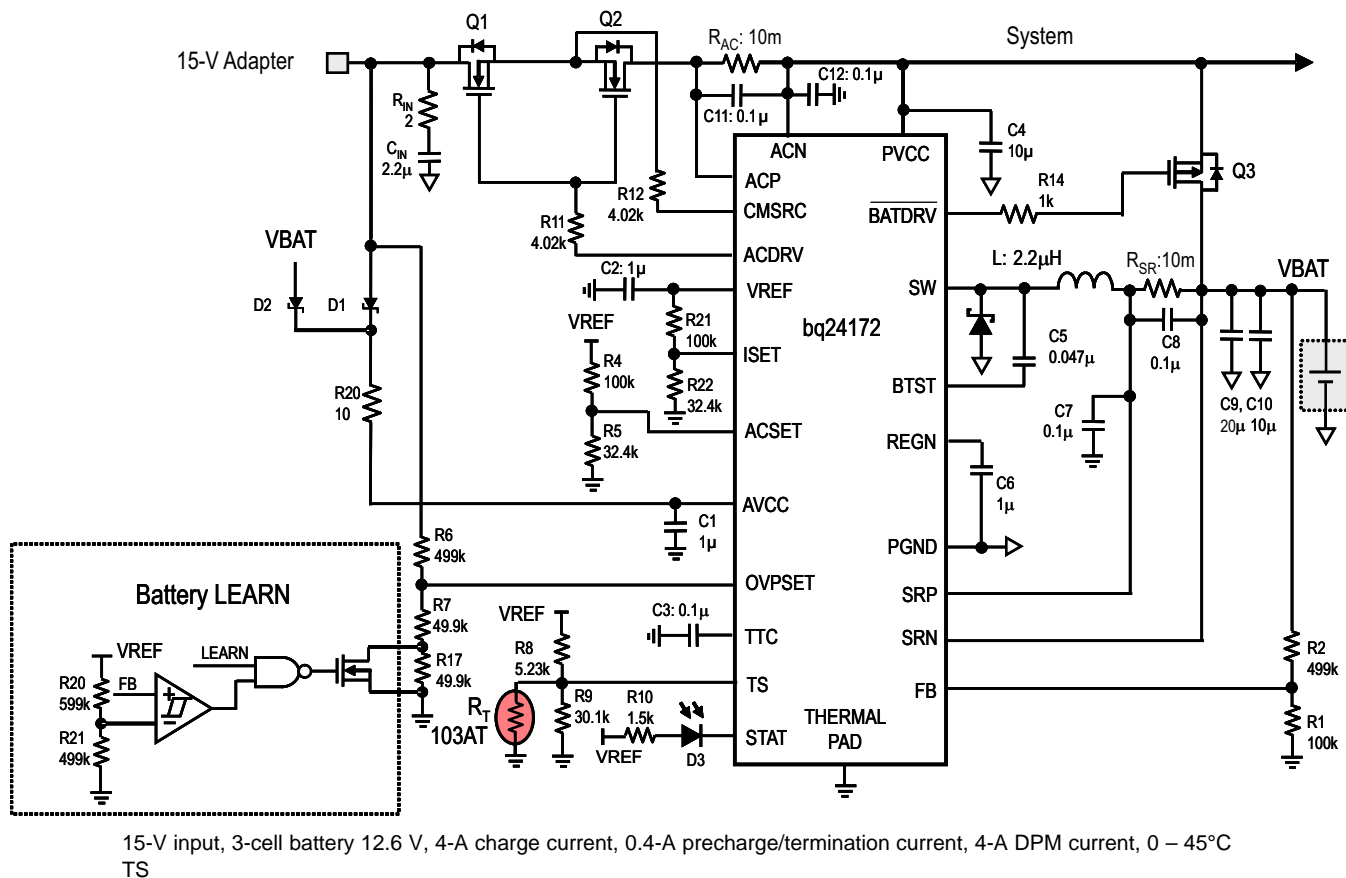 Q1
Q2
R_AC: 10m
System
15-V Adapter
C12: 0.1µ
C11: 0.1µ
R_IN
2
C_IN
2.2µ
C4
10µ
ACN
PVCC
ACP
CMSRC
R12
4.02k
R11
4.02k
ACDRV
BATDRV
R14
1k
Q3
VBAT
D2
D1
C2: 1µ
VREF
VREF
R21
100k
ISET
R4
100k
R22
32.4k
ACSET
R5
32.4k
bq24172
SW
L: 2.2µH
R_SR:10m
VBAT
C5
0.047µ
C8
0.1µ
BTST
C7
0.1µ
C9, C10
20µ 10µ
REGN
C6
1µ
PGND
R20
10
AVCC
C1
1µ
R6
499k
OVPSET
SRP
SRN
R7
49.9k
R17
49.9k
C3: 0.1µ
TTC
VREF
R8
5.23k
TS
R2
499k
FB
R1
100k
R_T
103AT
R9
30.1k
R10
1.5k
VREF
D3
STAT
THERMAL
PAD
Battery LEARN
VREF
LEARN
R20
599k
FB
R21
499k
15-V input, 3-cell battery 12.6 V, 4-A charge current, 0.4-A precharge/termination current, 4-A DPM current, 0 – 45°C
TS